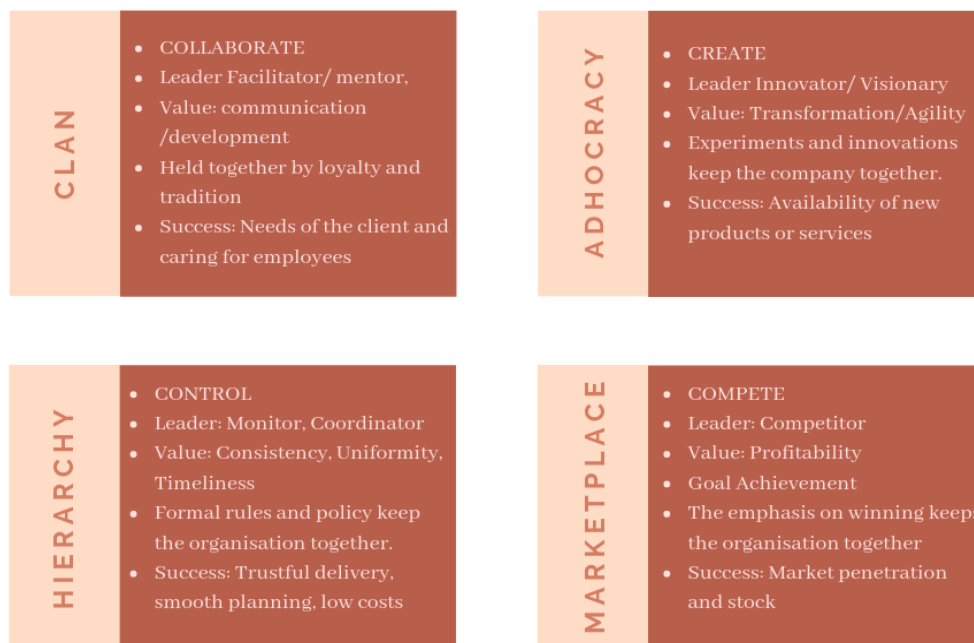 CLAN
COLLABORATE
Leader Facilitator/ mentor,
Value: communication
/development
Held together by loyalty and
tradition
Success: Needs of the client and
caring for employees
ADHOCRACY
CREATE
Leader Innovator/ Visionary
Value: Transformation/Agility
Experiments and innovations
keep the company together.
Success: Availability of new
products or services
HIERARCHY
CONTROL
Leader: Monitor, Coordinator
Value: Consistency, Uniformity,
Timeliness
Formal rules and policy keep
the organisation together.
Success: Trustful delivery,
smooth planning, low costs
MARKETPLACE
COMPETE
Leader: Competitor
Value: Profitability
Goal Achievement
The emphasis on winning keeps
the organisation together
Success: Market penetration
and stock